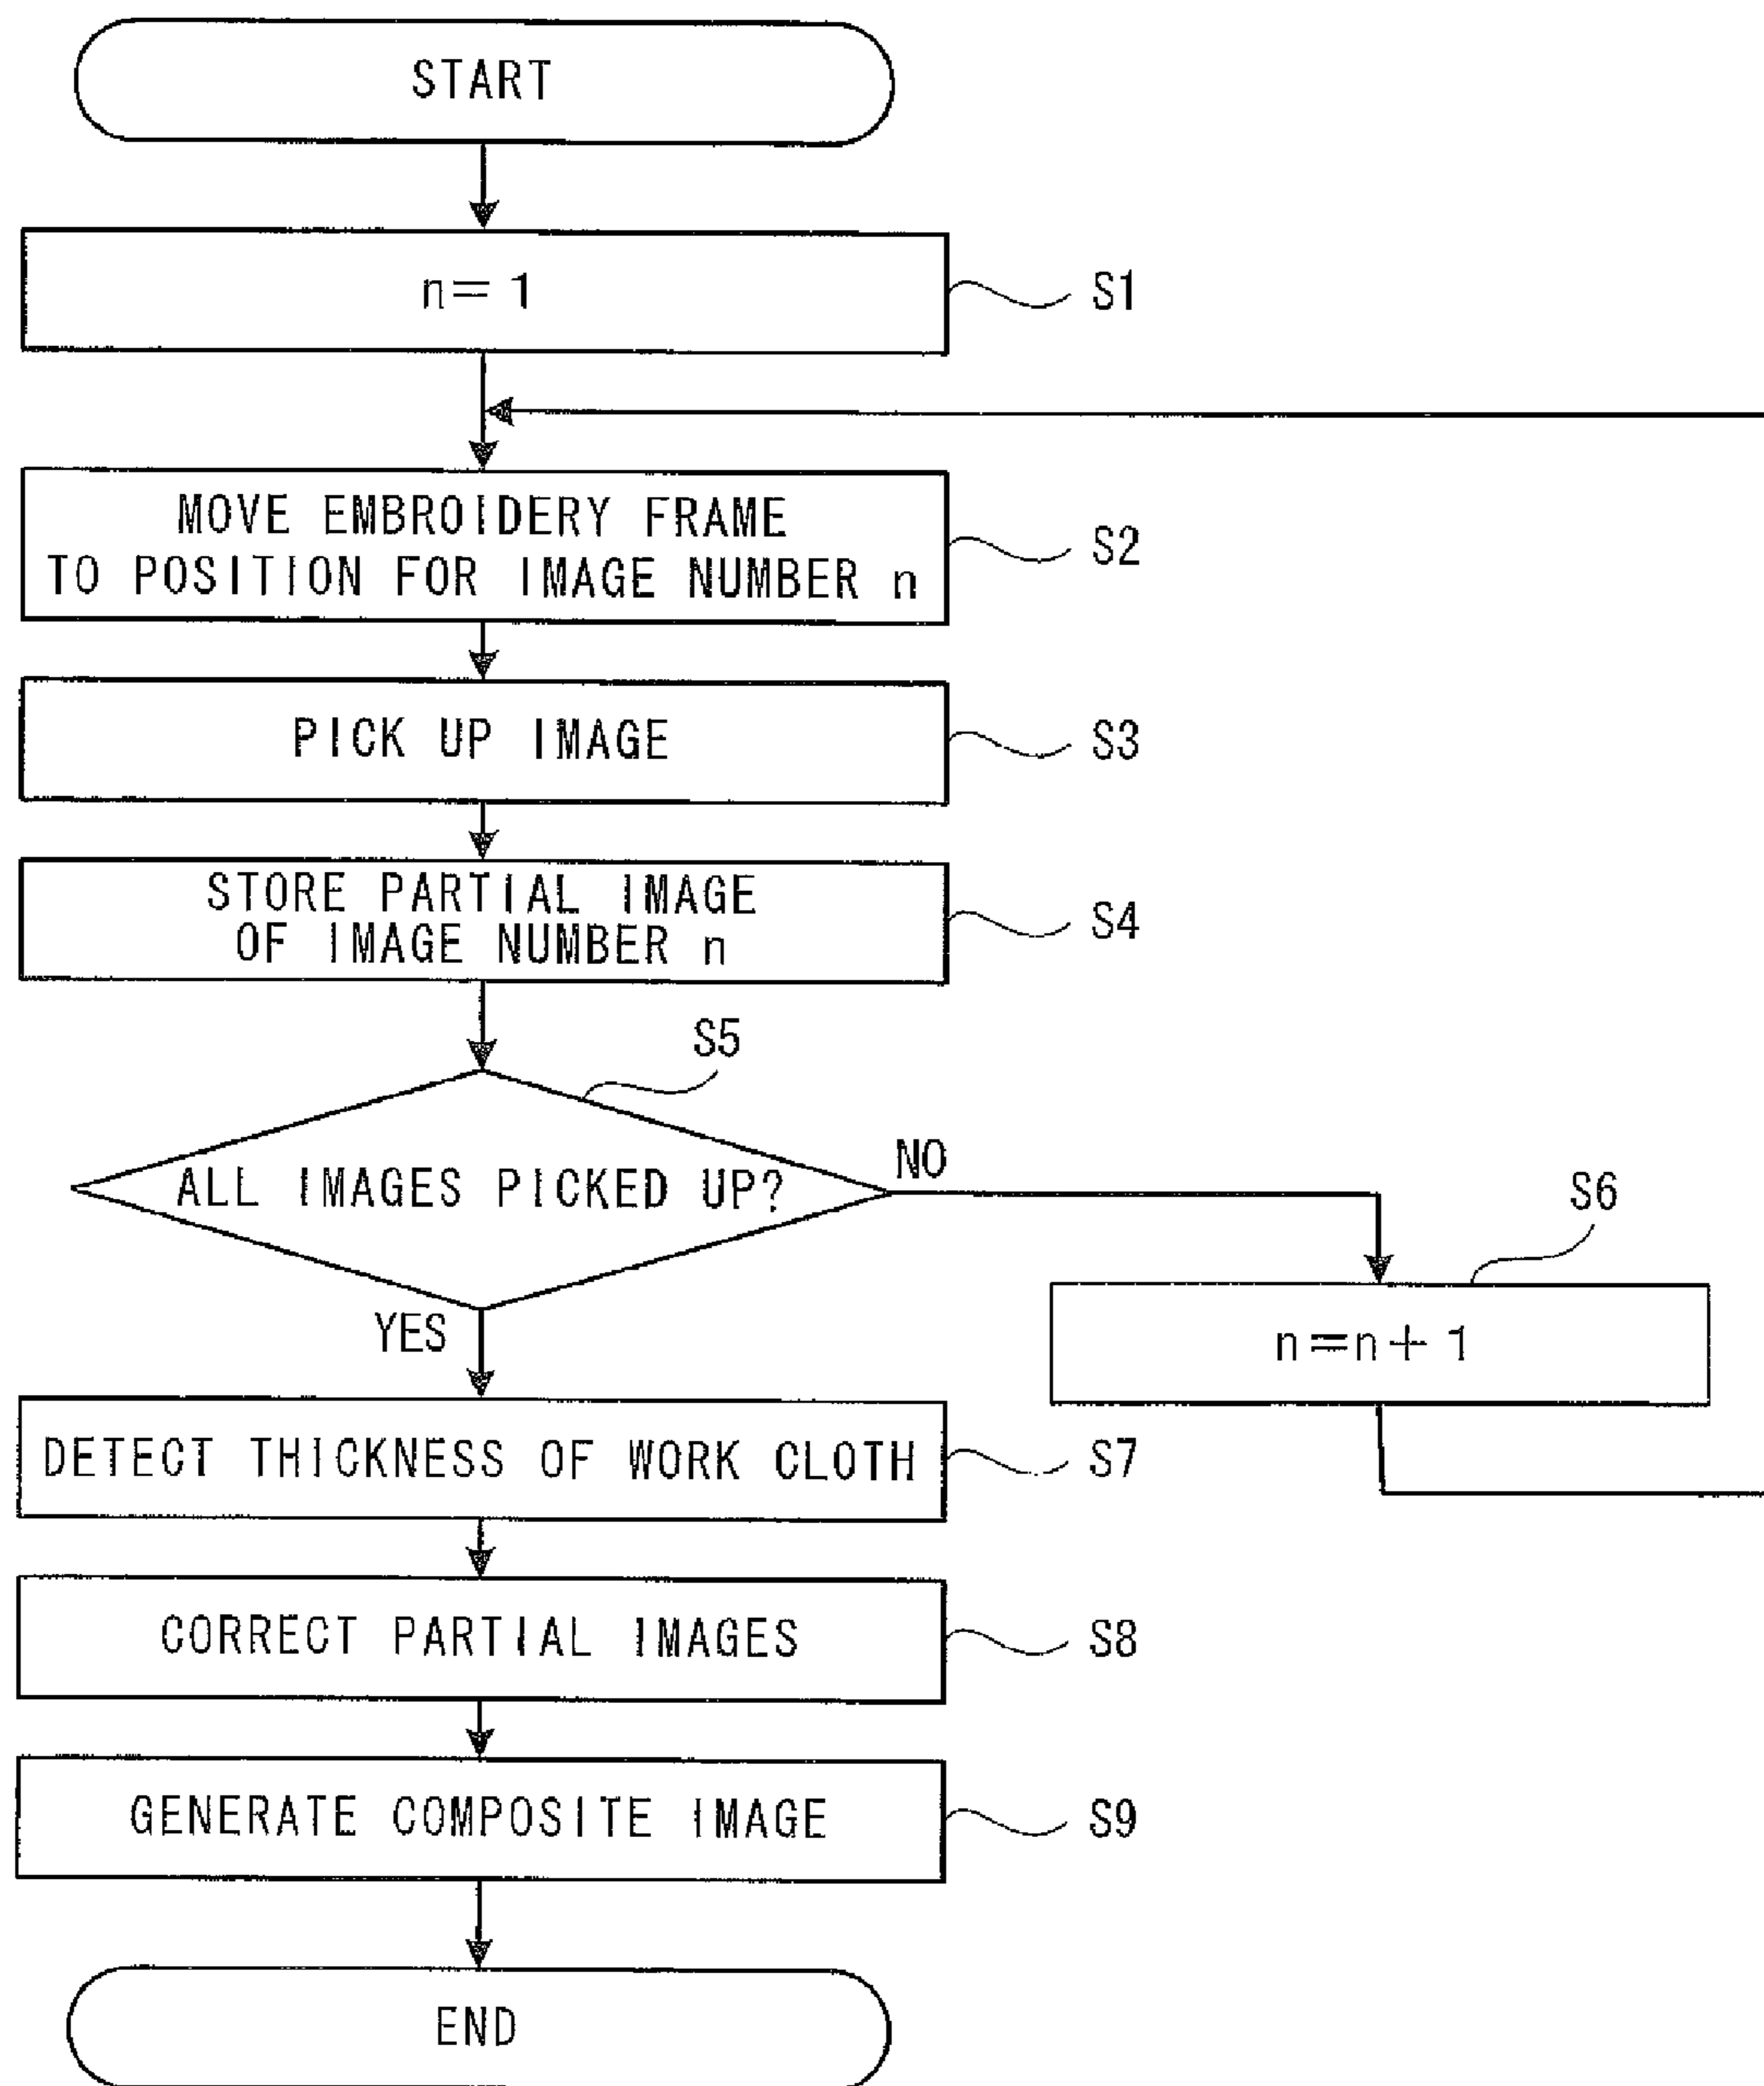 START
n=1
S1
MOVE EMBROIDERY FRAME
TO POSITION FOR IMAGE NUMBER n
S2
PICK UP IMAGE
S3
STORE PARTIAL IMAGE
OF IMAGE NUMBER n
S4
S5
ALL IMAGES PICKED UP?
NO
S6
YES
n=n+1
DETECT THICKNESS OF WORK CLOTH
S7
CORRECT PARTIAL IMAGES
S8
GENERATE COMPOSITE IMAGE
S9
END